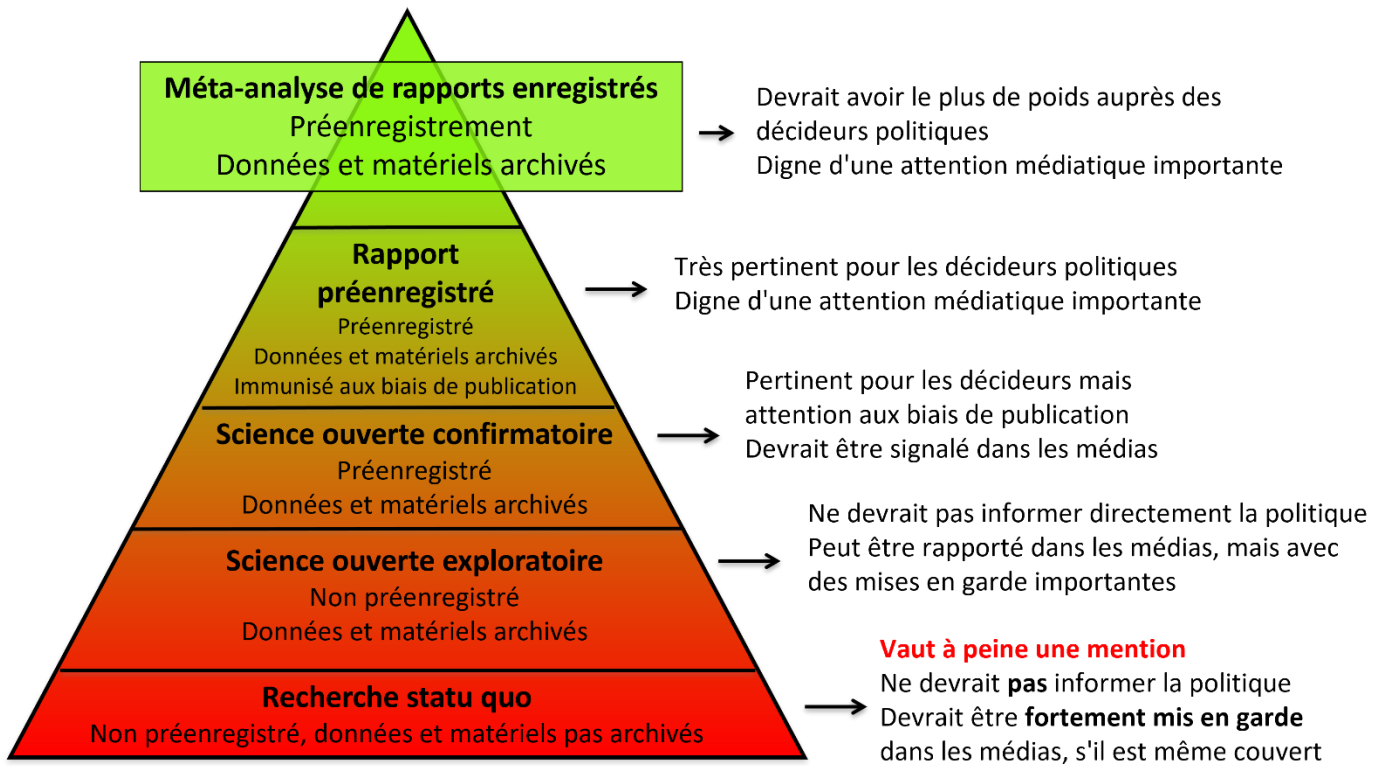 Méta-analyse de rapports enregistrés
Préenregistrement
Données et matériels archivés
Devrait avoir le plus de poids auprès des
décideurs politiques
Digne d'une attention médiatique importante
Rapport
préenregistré
Préenregistré
Données et matériels archivés
Immunisé aux biais de publication
Très pertinent pour les décideurs politiques
Digne d'une attention médiatique importante
Science ouverte confirmatoire
Préenregistré
Données et matériels archivés
Pertinent pour les décideurs mais
attention aux biais de publication
Devrait être signalé dans les médias
Science ouverte exploratoire
Non préenregistré
Données et matériels archivés
Ne devrait pas informer directement la politique
Peut être rapporté dans les médias, mais avec
des mises en garde importantes
Recherche statu quo
Non préenregistré, données et matériels pas archivés
Vaut à peine une mention
Ne devrait pas informer la politique
Devrait être fortement mis en garde
dans les médias, s'il est même couvert